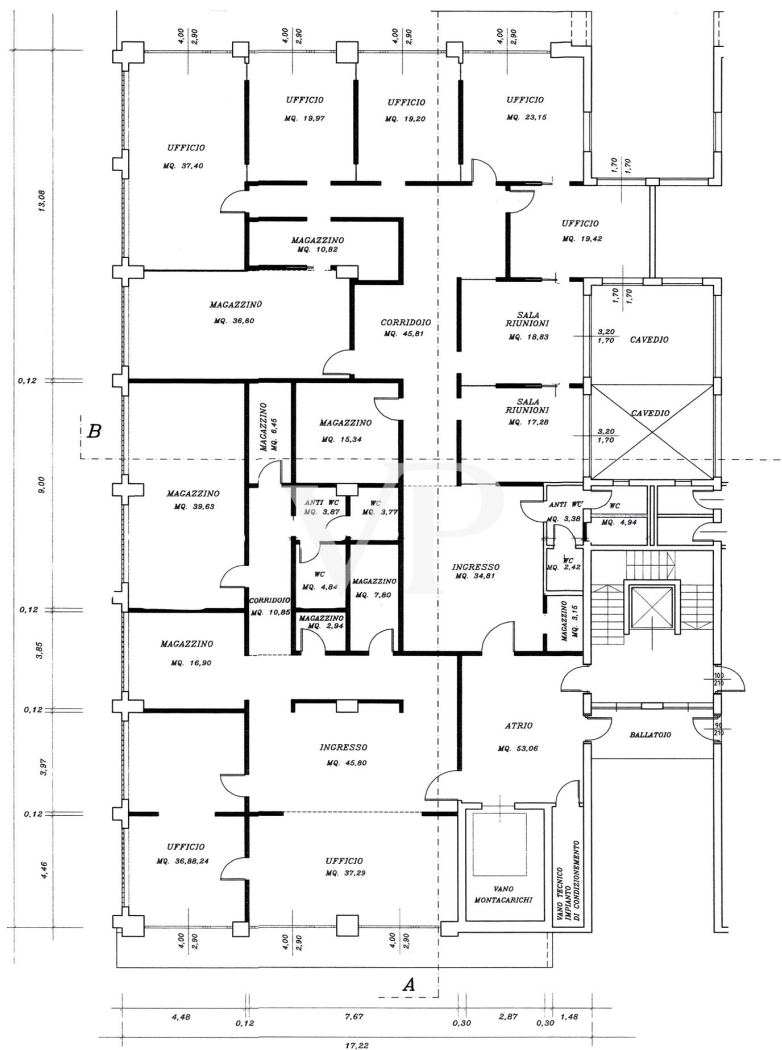 4,00
2,90
4,00
2,90
4,00
2,90
4,00
2,90
UFFICIO
MQ. 37,40
UFFICIO
MQ. 19,97
UFFICIO
MQ. 19,20
UFFICIO
MQ. 23,15
1,70
1,70
13,08
UFFICIO
MQ. 19,42
MAGAZZINO
MQ. 10,82
1,70
1,70
MAGAZZINO
MQ. 36,60
CORRIDOIO
MQ. 45,81
SALA
RIUNIONI
MQ. 18,83
3,20
1,70
CAVEDIO
0,12
B
MAGAZZINO
MQ. 6,45
MAGAZZINO
MQ. 15,34
SALA
RIUNIONI
MQ. 17,28
3,20
1,70
CAVEDIO
9,00
MAGAZZINO
MQ. 39,63
ANTI WC
MQ. 3,87
WC
MQ. 3,77
VP
ANTI WC
MQ. 3,38
WC
MQ. 4,94
INGRESSO
MQ. 34,81
WC
MQ. 2,42
WC
MQ. 4,84
MAGAZZINO
MQ. 7,80
CORRIDOIO
MQ. 10,85
MAGAZZINO
MQ. 2,94
MAGAZZINO
MQ. 3,15
0,12
3,85
MAGAZZINO
MQ. 16,90
100
210
0,12
ATRIO
MQ. 53,06
90
210
BALLATOIO
INGRESSO
MQ. 45,80
3,97
0,12
UFFICIO
MQ. 36,88,24
UFFICIO
MQ. 37,29
4,46
VANO
MONTACARICHI
VANO TECNICO
IMPIANTO
DI CONDIZIONEMENTO
4,00
2,90
4,00
2,90
4,00
2,90
A
4,48
0,12
7,67
0,30
2,87
0,30
1,48
17,22